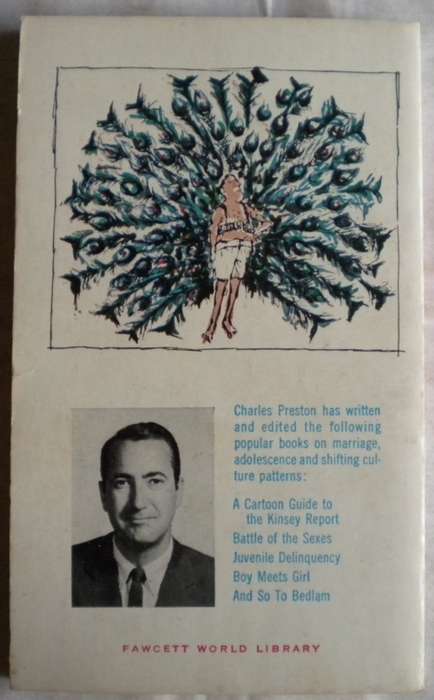 Charles Preston has written
and edited the following
popular books on marriage,
adolescence and shifting cul-
ture patterns:
A Cartoon Guide to
the Kinsey Report
Battle of the Sexes
Juvenile Delinquency
Boy Meets Girl
And So To Bedlam
FAWCETT WORLD LIBRARY